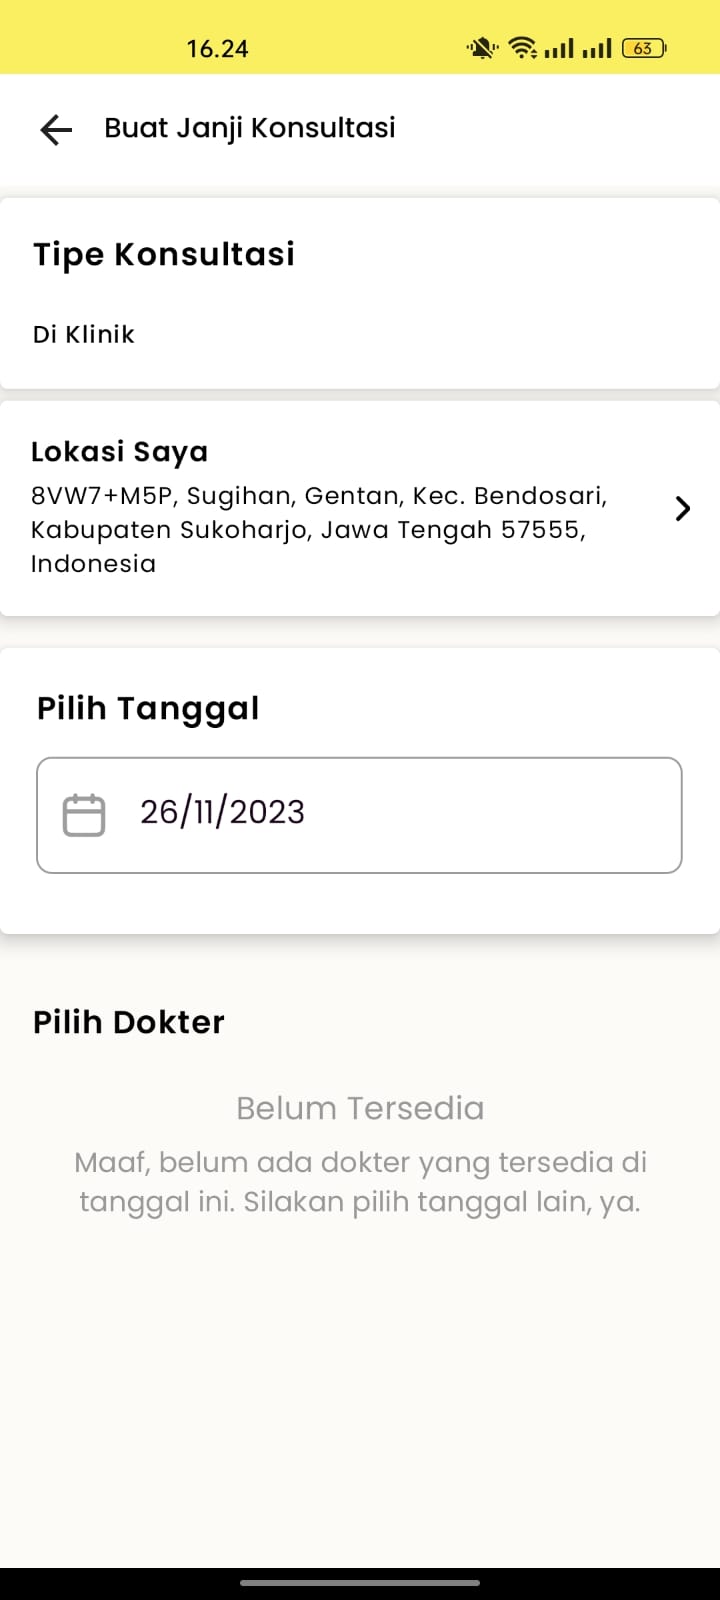 16.24
63
Buat Janji Konsultasi
Tipe Konsultasi
Di Klinik
Lokasi Saya
8VW7+M5P, Sugihan, Gentan, Kec. Bendosari,
Kabupaten Sukoharjo, Jawa Tengah 57555,
Indonesia
Pilih Tanggal
26/11/2023
Pilih Dokter
Belum Tersedia
Maaf, belum ada dokter yang tersedia di
tanggal ini. Silakan pilih tanggal lain, ya.